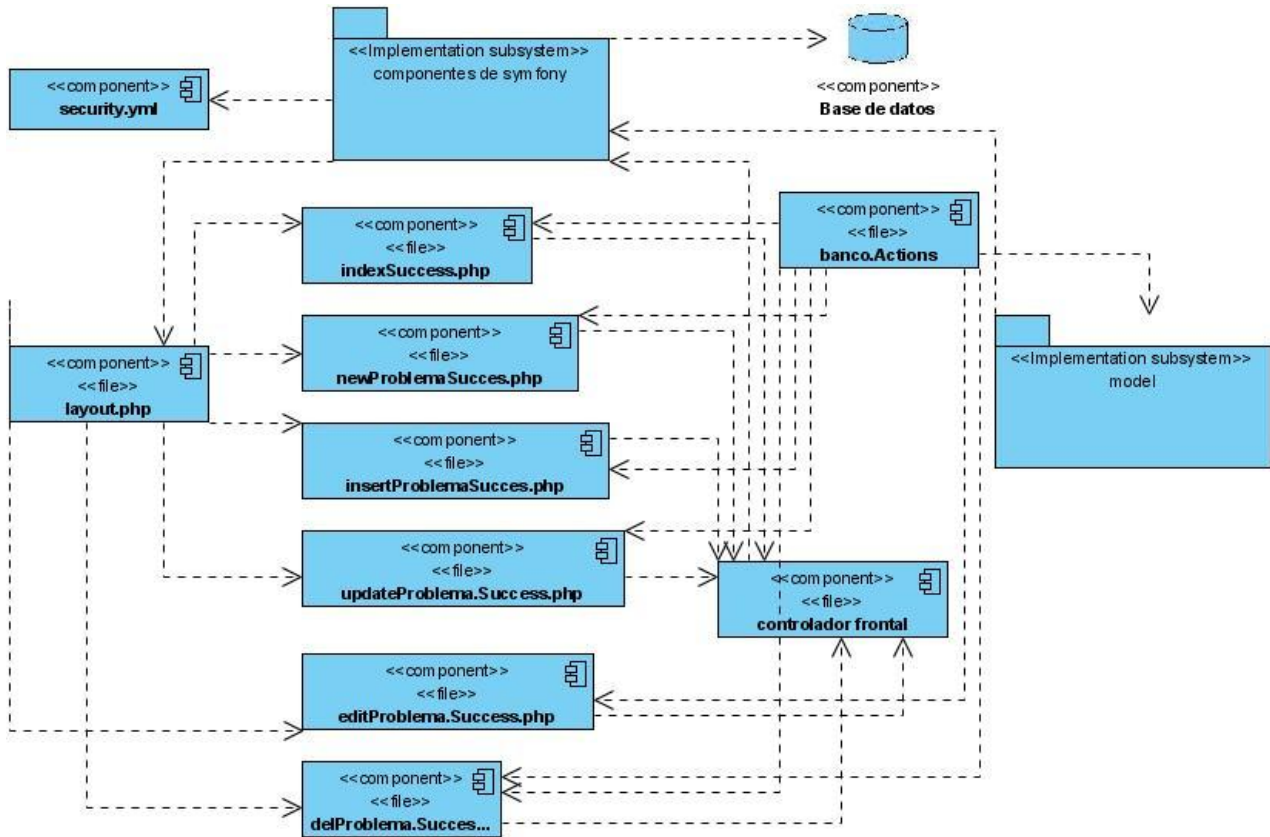 <<Implementation subsystem>>
componentes de symfony
<<component>>
security.yml
<<component>>
Base de datos
<<component>>
<<file>>
indexSuccess.php
<<component>>
<<file>>
banco.Actions
<<component>>
<<file>>
layout.php
<<component>>
<<file>>
newProblemaSucces.php
<<Implementation subsystem>>
model
<<component>>
<<file>>
insertProblemaSucces.php
<<component>>
<<file>>
updateProblema.Success.php
<<component>>
<<file>>
controlador frontal
<<component>>
<<file>>
editProblema.Success.php
<<component>>
<<file>>
delProblema.Succes...